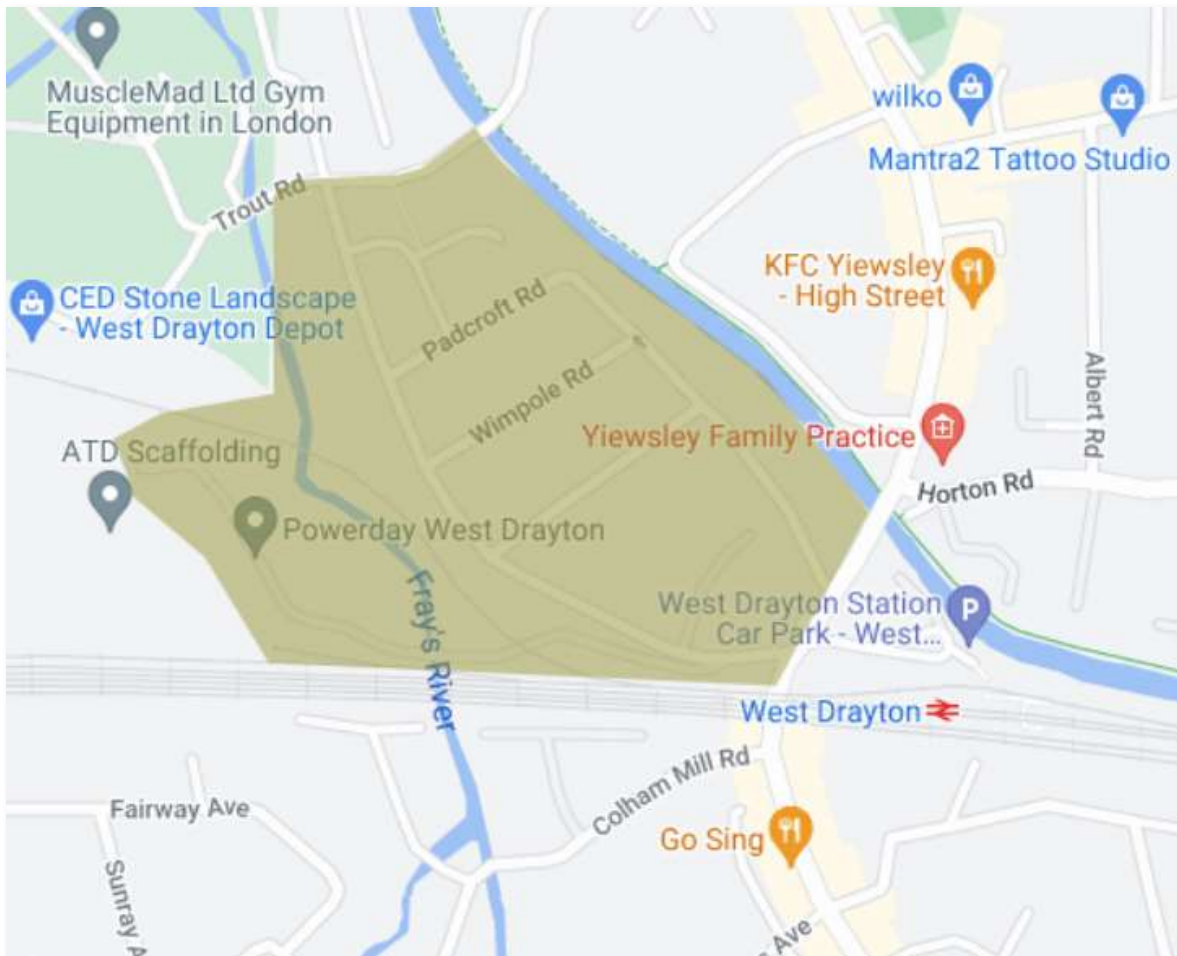 MuscleMad Ltd Gym
Equipment in London
wilko
Mantra2 Tattoo Studio
Trout Rd
KFC Yiewsley
- High Street
CED Stone Landscape
- West Drayton Depot
Padcroft Rd
Wimpole Rd
Albert Rd
Yiewsley Family Practice
ATD Scaffolding
Horton Rd
Powerday West Drayton
Fray's River
West Drayton Station
Car Park - West...
P
West Drayton
Colham Mill Rd
Fairway Ave
Go Sing
Sunray A
Ave